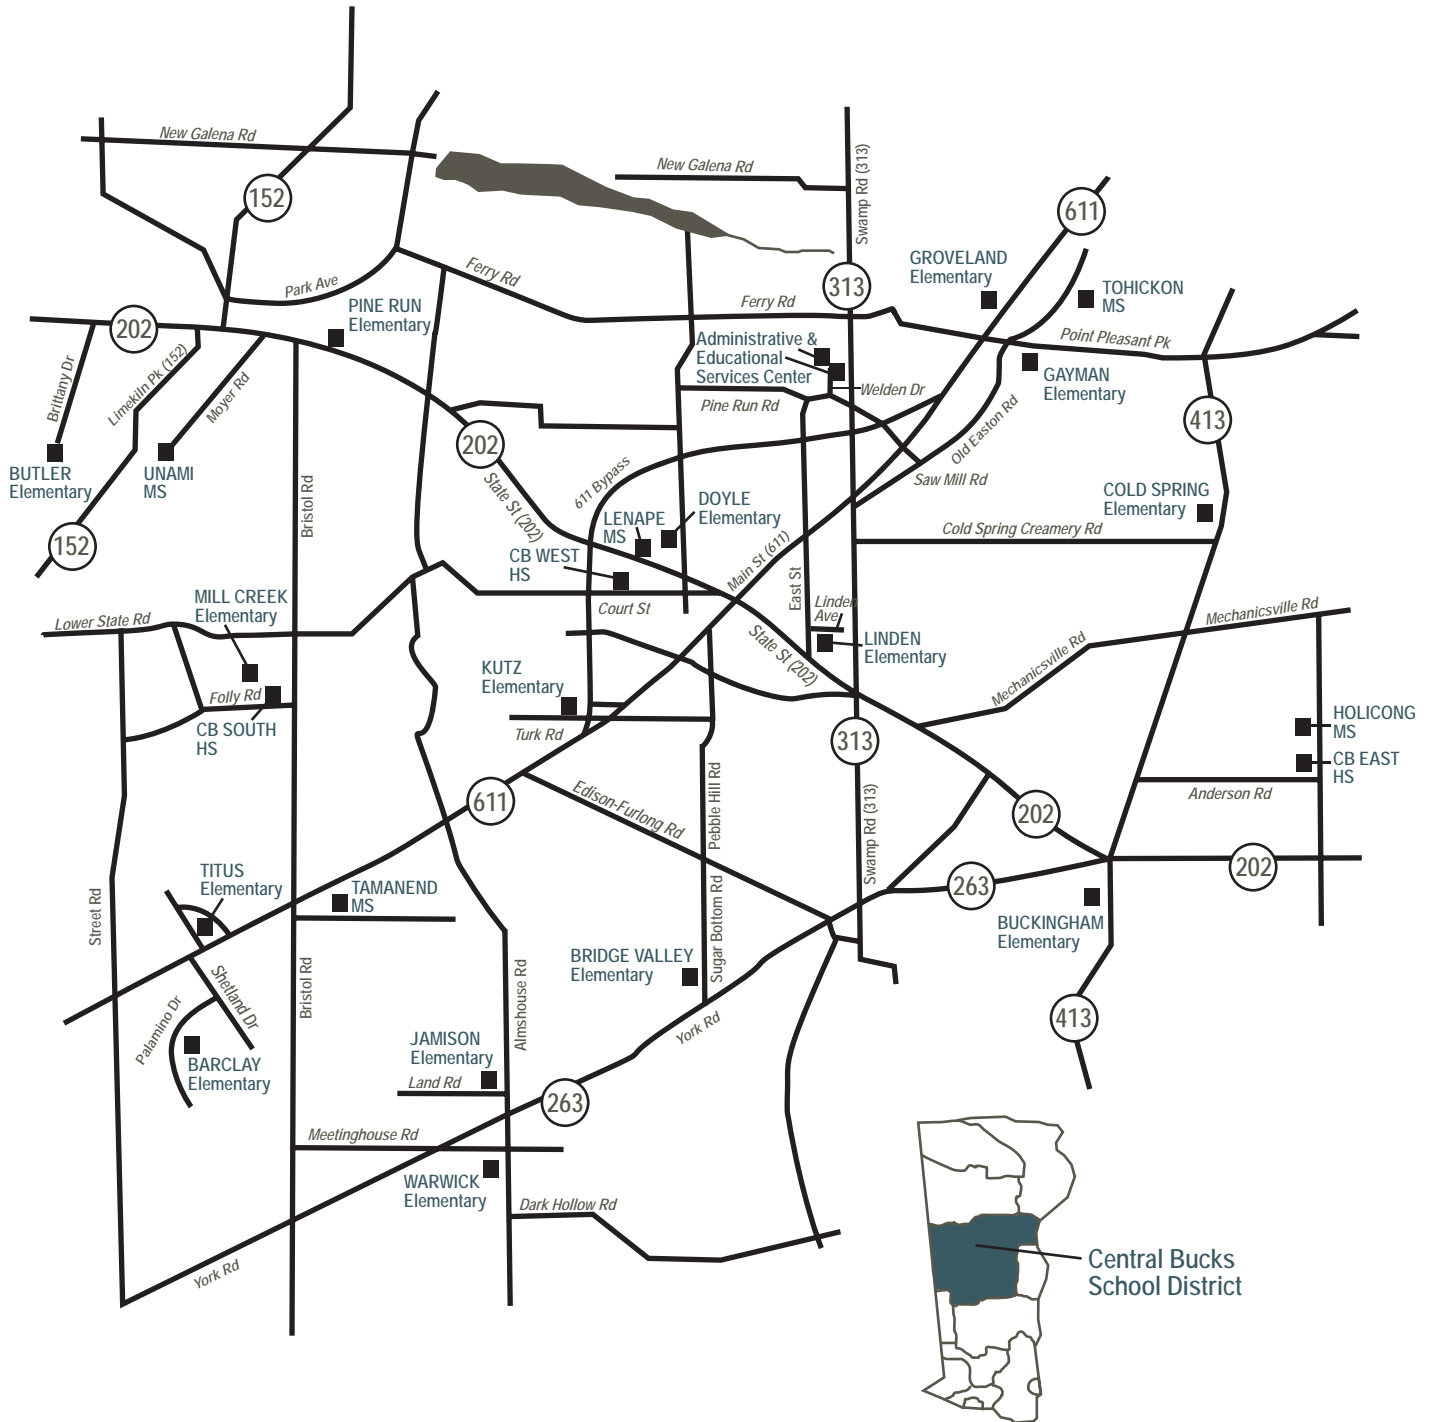 New Galena Rd
152
New Galena Rd
Swamp Rd (313)
611
GROVELAND
Elementary
TOHICKON
MS
Ferry Rd
Park Ave
313
Ferry Rd
PINE RUN
Elementary
202
Point Pleasant Pk
Administrative &
Educational
Services Center
GAYMAN
Elementary
Brittany Dr
Limekiln Pk (152)
Moyer Rd
Welden Dr
Pine Run Rd
Old Easton Rd
413
202
BUTLER
Elementary
UNAMI
MS
611 Bypass
Saw Mill Rd
State St (202)
Bristol Rd
DOYLE
Elementary
COLD SPRING
Elementary
LENAPE
MS
Cold Spring Creamery Rd
152
CB WEST
HS
Main St (611)
East St
Court St
MILL CREEK
Elementary
Linden
Ave
Lower State Rd
Mechanicsville Rd
LINDEN
Elementary
State St (202)
Mechanicsville Rd
KUTZ
Elementary
Folly Rd
CB SOUTH
HS
Turk Rd
313
HOLICONG
MS
CB EAST
HS
Anderson Rd
611
Edison-Furlong Rd
Pebble Hill Rd
Swamp Rd (313)
202
202
263
TITUS
Elementary
TAMANEND
MS
Street Rd
Sugar Bottom Rd
BUCKINGHAM
Elementary
BRIDGE VALLEY
Elementary
Shetland Dr
Palamino Dr
Bristol Rd
Almshouse Rd
York Rd
413
JAMISON
Elementary
BARCLAY
Elementary
Land Rd
263
Meetinghouse Rd
WARWICK
Elementary
Dark Hollow Rd
York Rd
Central Bucks
School District